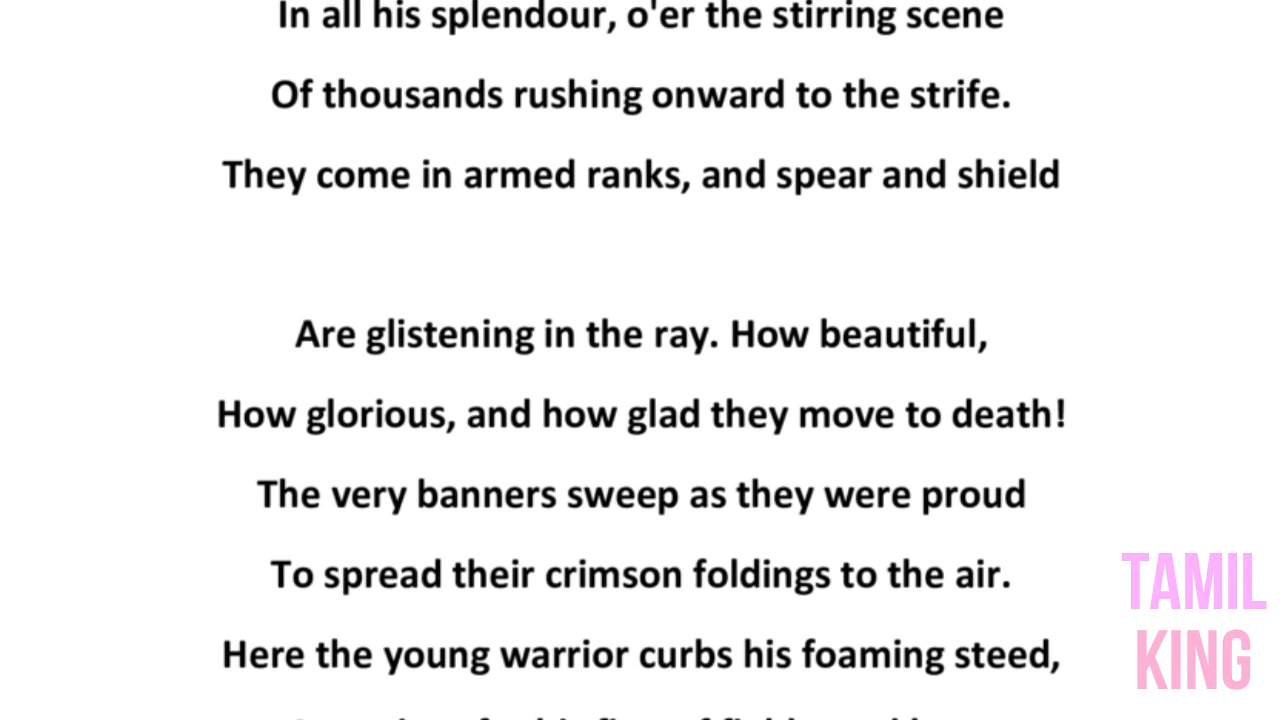 In all his splendour, o'er the stirring scene
Of thousands rushing onward to the strife.
They come in armed ranks, and spear and shield
Are glistening in the ray. How beautiful,
How glorious, and how glad they move to death!
The very banners sweep as they were proud
To spread their crimson foldings to the air.
Here the young warrior curbs his foaming steed,
TAMIL
KING